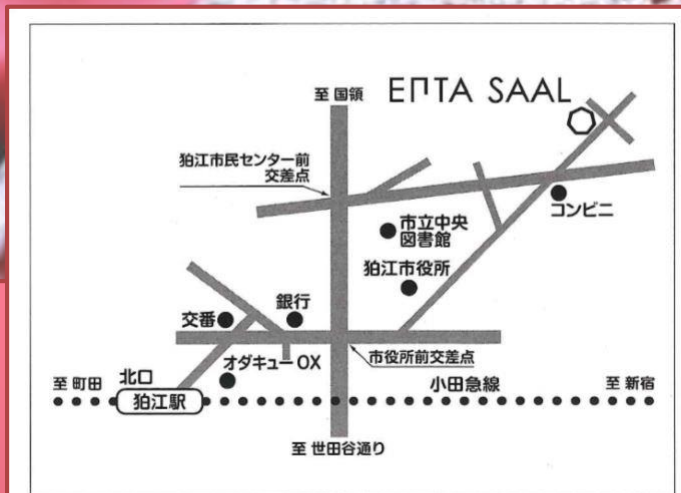 至 国領
ΕΠΤΑ SAAL
狛江市民センター前
交差点
コンビニ
市立中央
図書館
狛江市役所
銀行
交番
オダキューOX
市役所前交差点
至 町田
北口
小田急線
至 新宿
狛江駅
至 世田谷通り